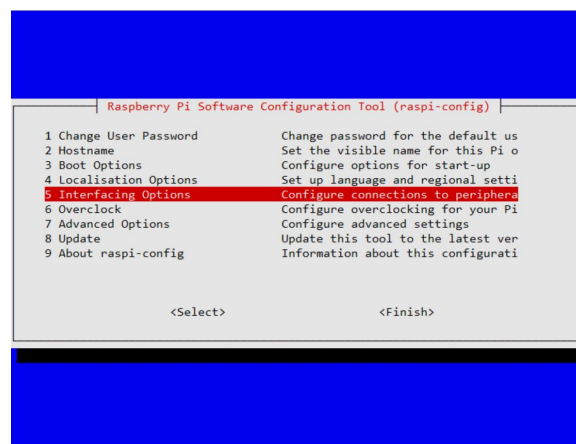 Raspberry Pi Software Configuration Tool (raspi-config)
1 Change User Password Change password for the default us
2 Hostname Set the visible name for this Pi o
3 Boot Options Configure options for start-up
4 Localisation Options Set up language and regional setti
5 Interfacing Options Configure connections to periphera
6 Overclock Configure overclocking for your Pi
7 Advanced Options Configure advanced settings
8 Update Update this tool to the latest ver
9 About raspi-config Information about this configurati
<Select> <Finish>